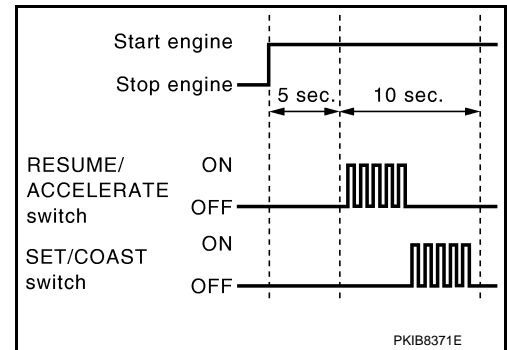 Start engine
Stop engine
5 sec.
10 sec.
RESUME/
ACCELERATE
switch
ON
OFF
SET/COAST
switch
ON
OFF
PKIB8371E